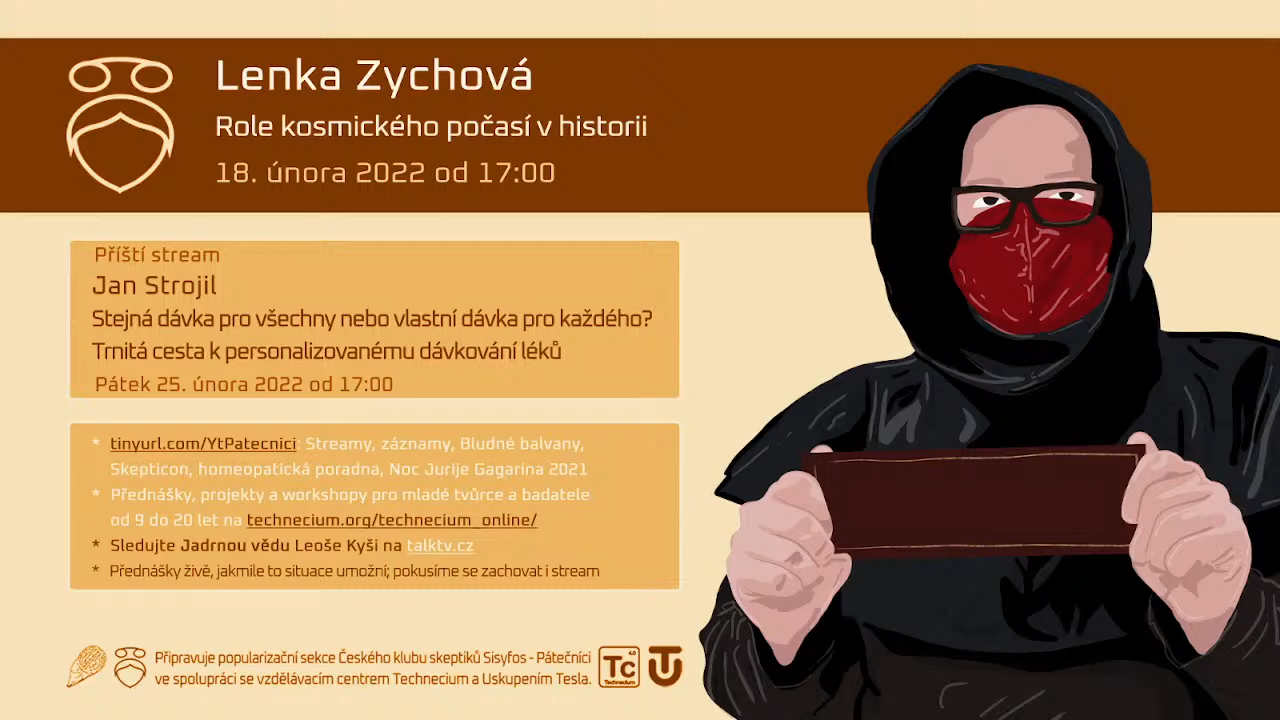 Lenka Zychová
Role kosmického počasí v historii
18. února 2022 od 17:00
Příští stream
Jan Strojil
Stejná dávka pro všechny nebo vlastní dávka pro každého?
Trnitá cesta k personalizovanému dávkování léků
Pátek 25. února 2022 od 17:00
* tinyurl.com/YtPatecnici: Streamy, záznamy, Bludné balvany,
Skepticon, homeopatická poradna, Noc Jurije Gagarina 2021
* Přednášky, projekty a workshopy pro mladé tvůrce a badatele
od 9 do 20 let na technecium.org/technecium_online/
* Sledujte Jadrnou vědu Leoše Kyši na talktv.cz
* Přednášky živě, jakmile to situace umožní; pokusíme se zachovat i stream
Připravuje popularizační sekce Českého klubu skeptiků Sisyfos - Pátečníci
ve spolupráci se vzdělávacím centrem Technecium a Uskupením Tesla.
4.0
Tc
Technecium